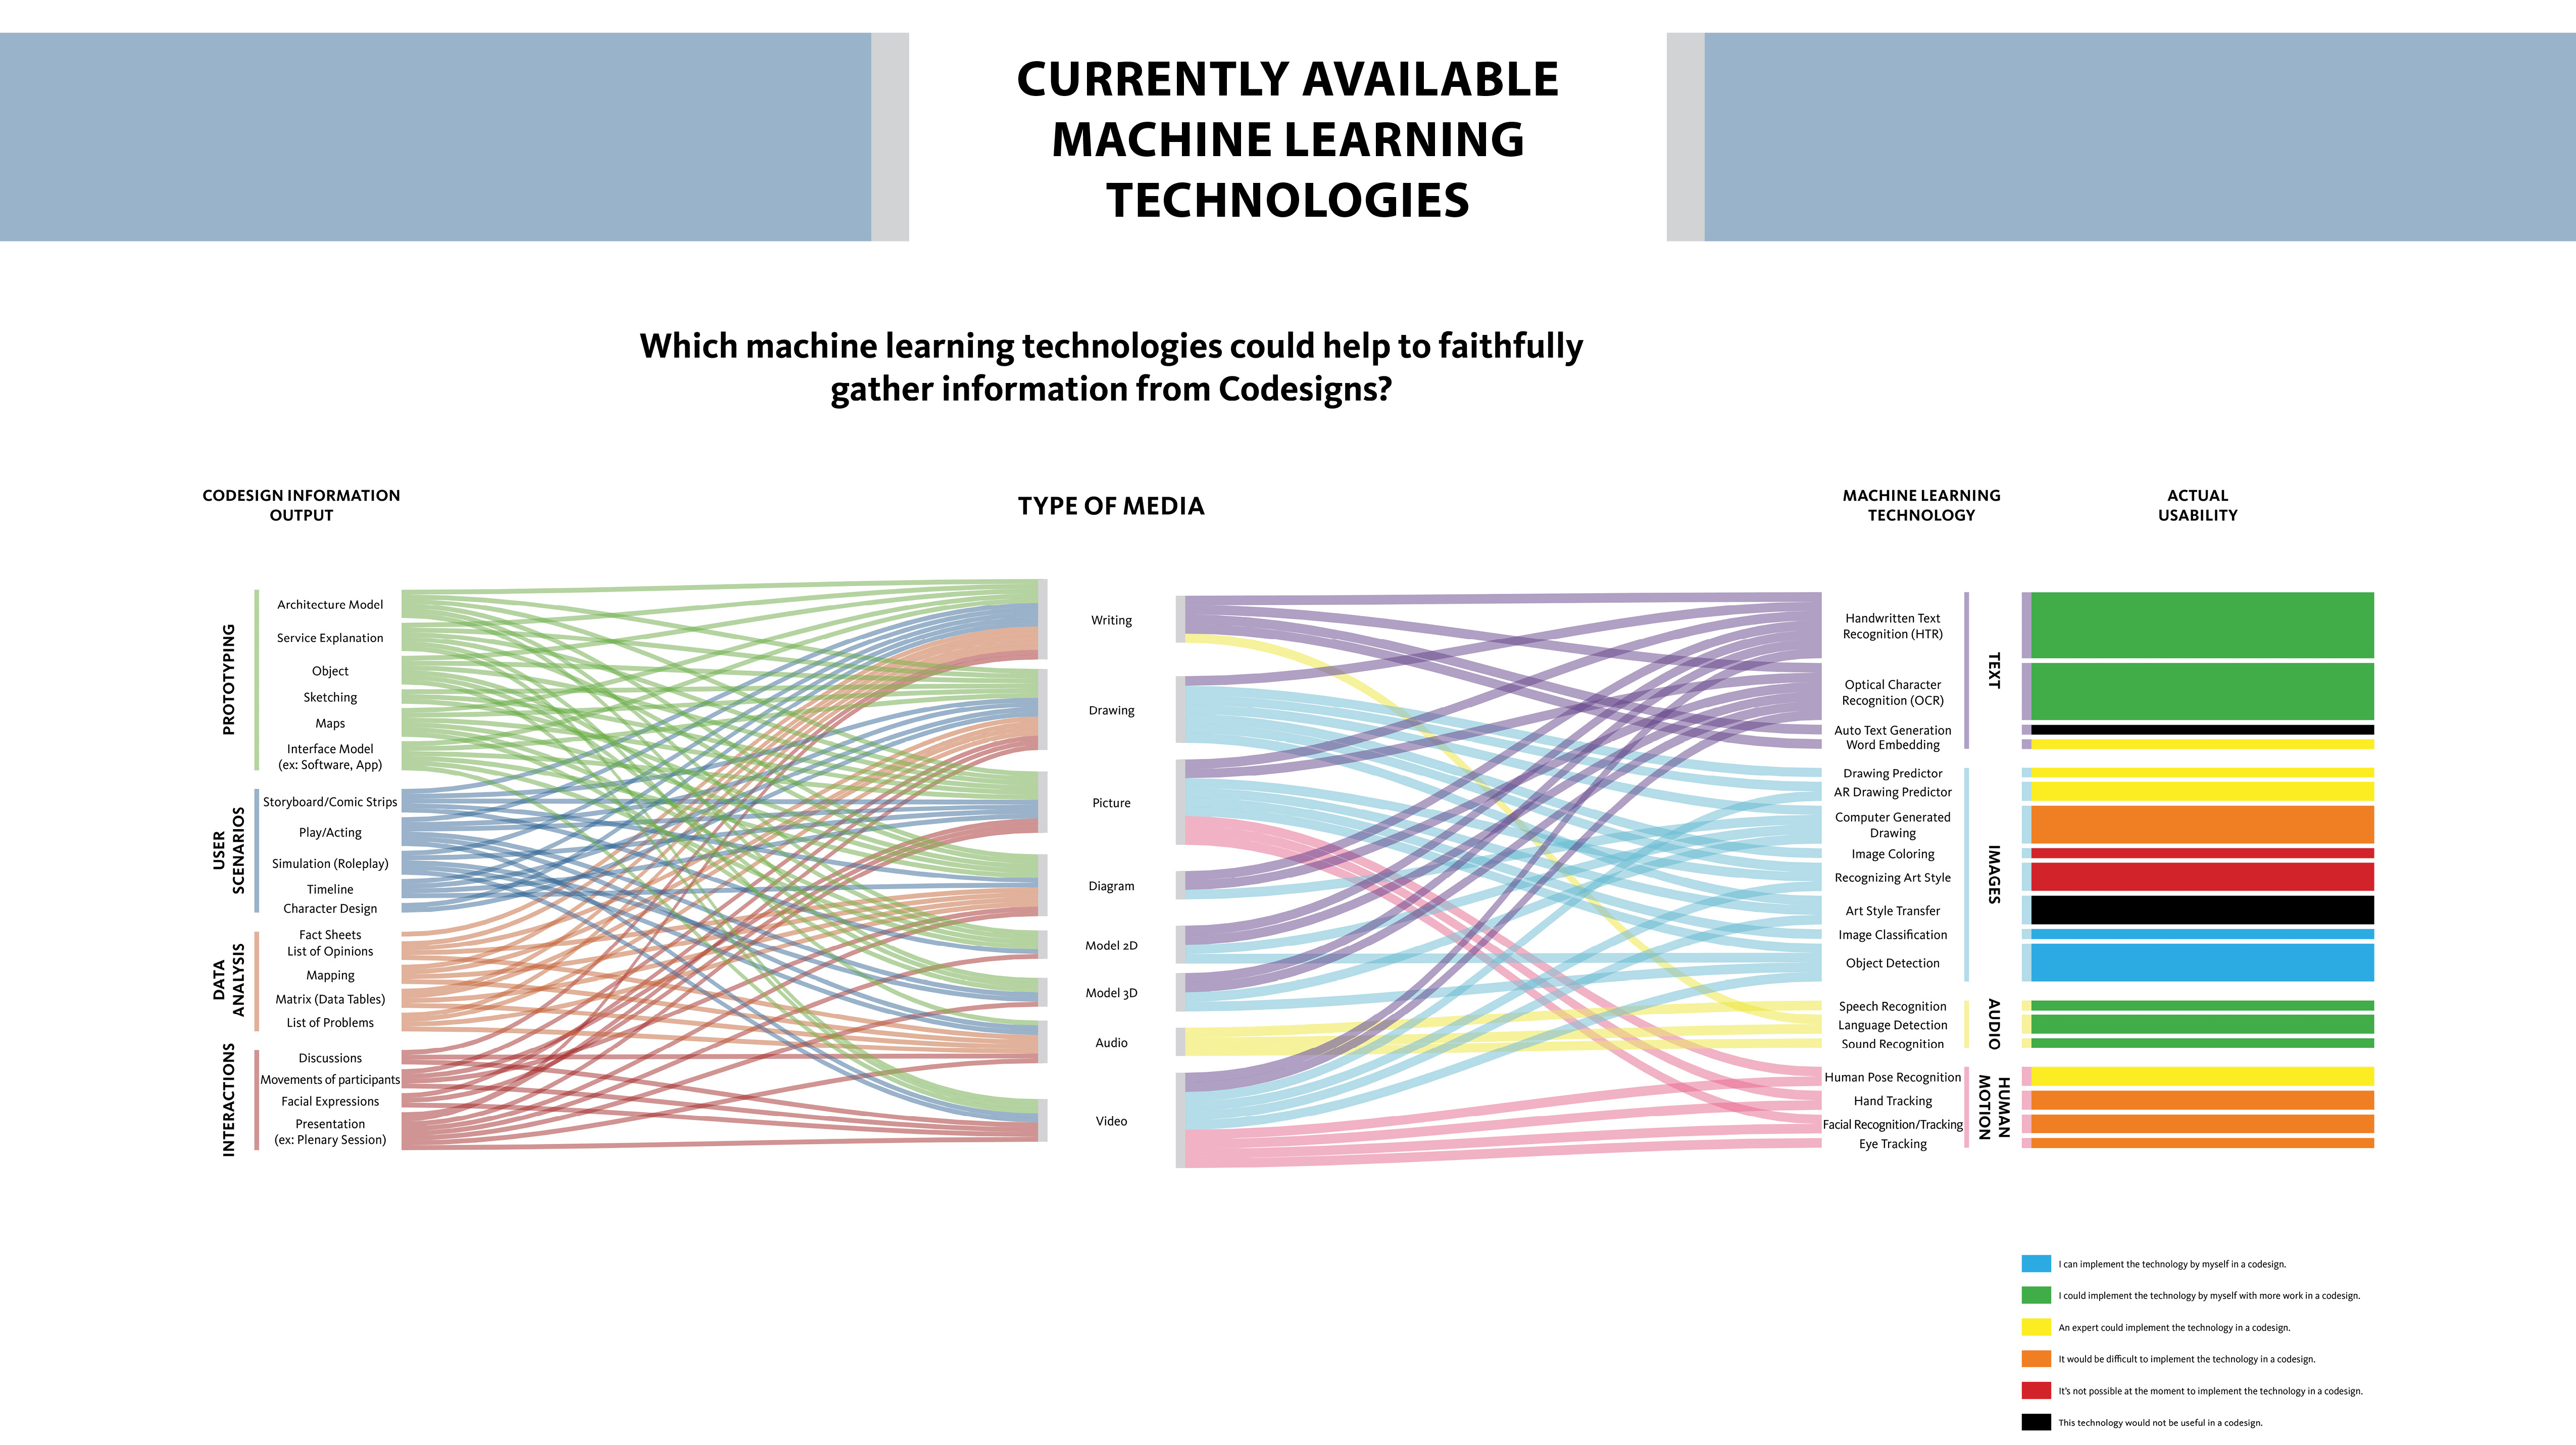 CURRENTLY AVAILABLE
MACHINE LEARNING
TECHNOLOGIES
Which machine learning technologies could help to faithfully
gather information from Codesigns?
CODESIGN INFORMATION
OUTPUT
TYPE OF MEDIA
MACHINE LEARNING
TECHNOLOGY
ACTUAL
USABILITY
PROTOTYPING
Architecture Model
Service Explanation
Object
Sketching
Maps
Interface Model
(ex: Software, App)
USER
SCENARIOS
Storyboard/Comic Strips
Play/Acting
Simulation (Roleplay)
Timeline
Character Design
DATA
ANALYSIS
Fact Sheets
List of Opinions
Mapping
Matrix (Data Tables)
List of Problems
INTERACTIONS
Discussions
Movements of participants
Facial Expressions
Presentation
(ex: Plenary Session)
Writing
Drawing
Picture
Diagram
Model 2D
Model 3D
Audio
Video
Handwritten Text
Recognition (HTR)
Optical Character
Recognition (OCR)
Auto Text Generation
Word Embedding
TEXT
Drawing Predictor
AR Drawing Predictor
Computer Generated
Drawing
Image Coloring
Recognizing Art Style
Art Style Transfer
Image Classification
Object Detection
IMAGES
Speech Recognition
Language Detection
Sound Recognition
AUDIO
Human Pose Recognition
Hand Tracking
Facial Recognition/Tracking
Eye Tracking
HUMAN
MOTION
I can implement the technology by myself in a codesign.
I could implement the technology by myself with more work in a codesign.
An expert could implement the technology in a codesign.
It would be difficult to implement the technology in a codesign.
It's not possible at the moment to implement the technology in a codesign.
This technology would not be useful in a codesign.